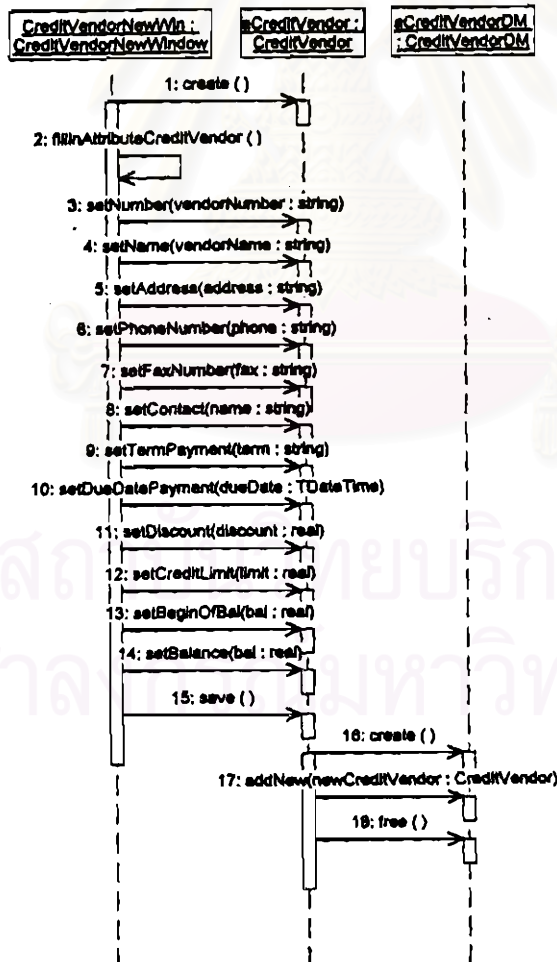 CreditVendorNewWin :
CreditVendorNewWindow
aCreditVendor :
CreditVendor
aCreditVendorDM
: CreditVendorDM
1: create ( )
2: fillInAttributeCreditVendor ( )
3: setNumber(vendorNumber : string)
4: setName(vendorName : string)
5: setAddress(address : string)
6: setPhoneNumber(phone : string)
7: setFaxNumber(fax : string)
8: setContact(name : string)
9: setTermPayment(term : string)
10: setDueDatePayment(dueDate : TDateTime)
11: setDiscount(discount : real)
12: setCreditLimit(limit : real)
13: setBeginOfBal(bal : real)
14: setBalance(bal : real)
15: save ( )
16: create ( )
17: addNew(newCreditVendor : CreditVendor)
18: free ( )